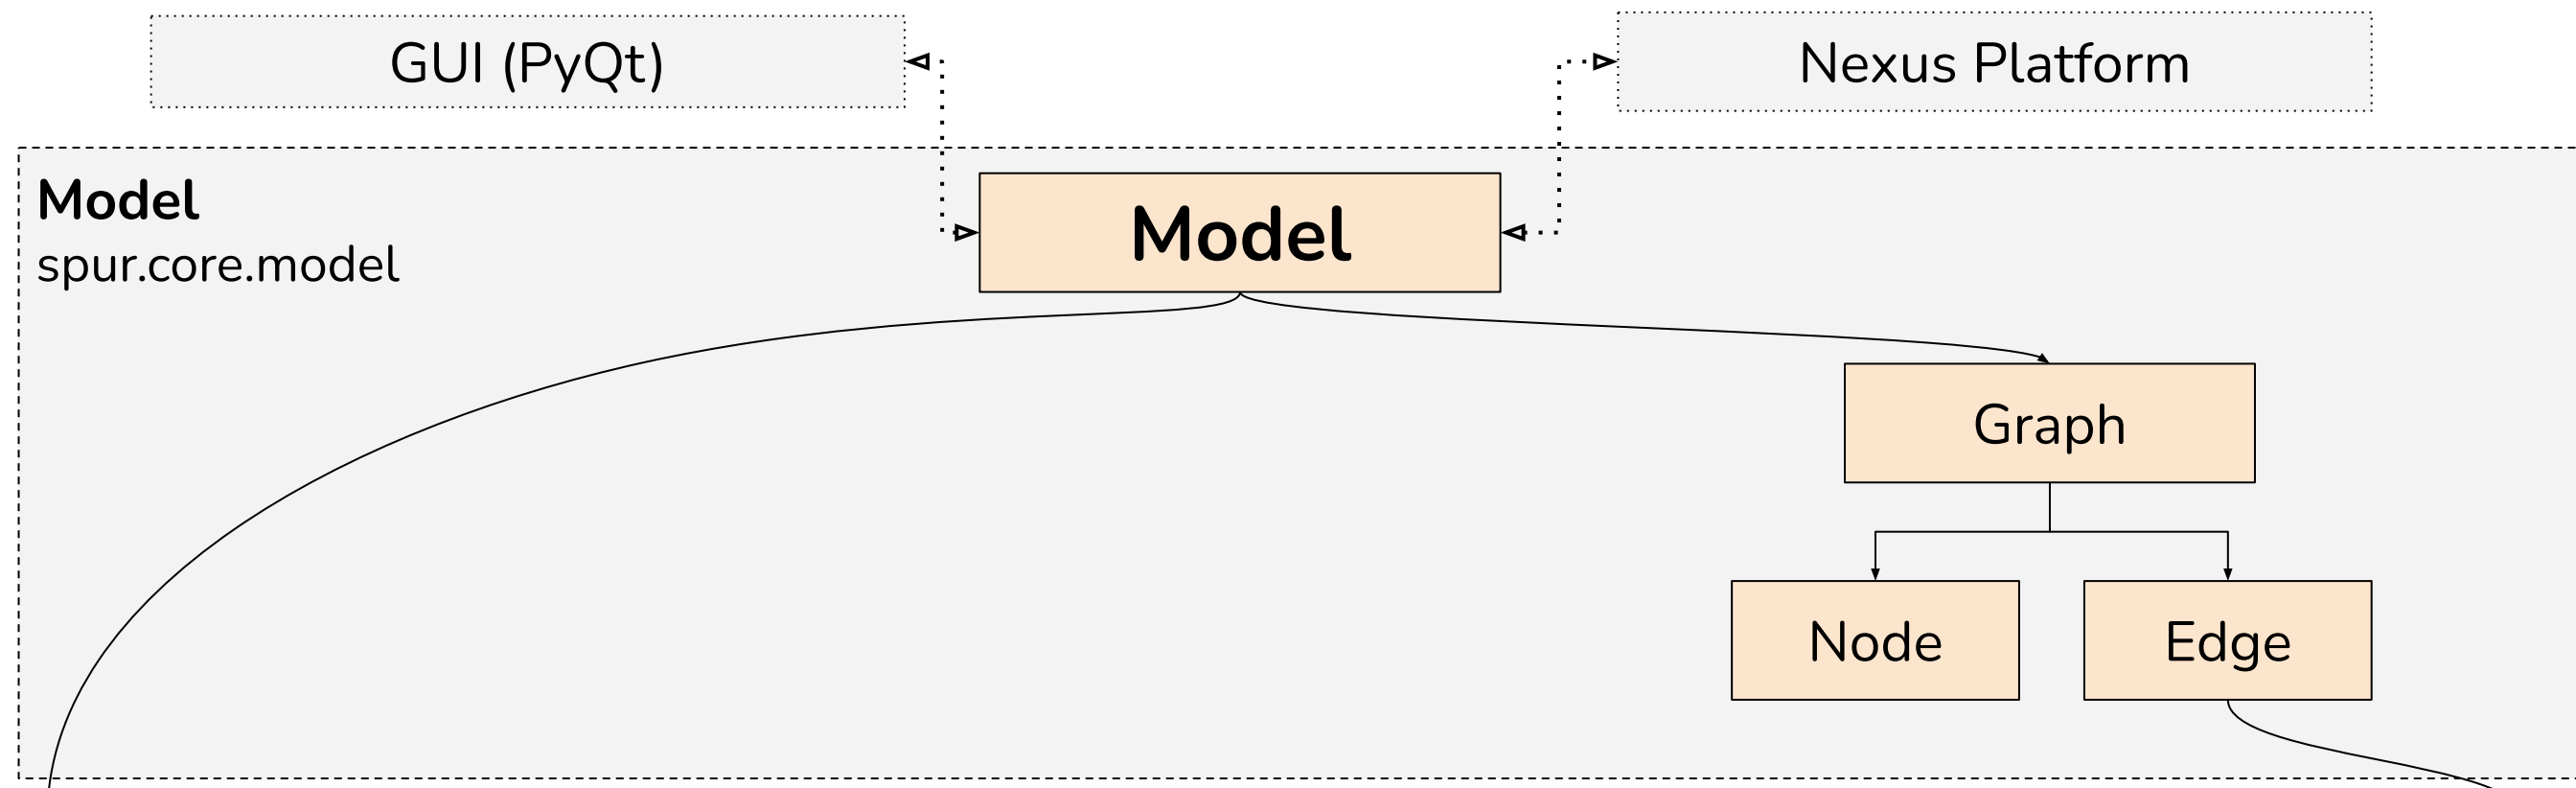 GUI (PyQt)
Nexus Platform
Model
spur.core.model
Model
Graph
Node
Edge